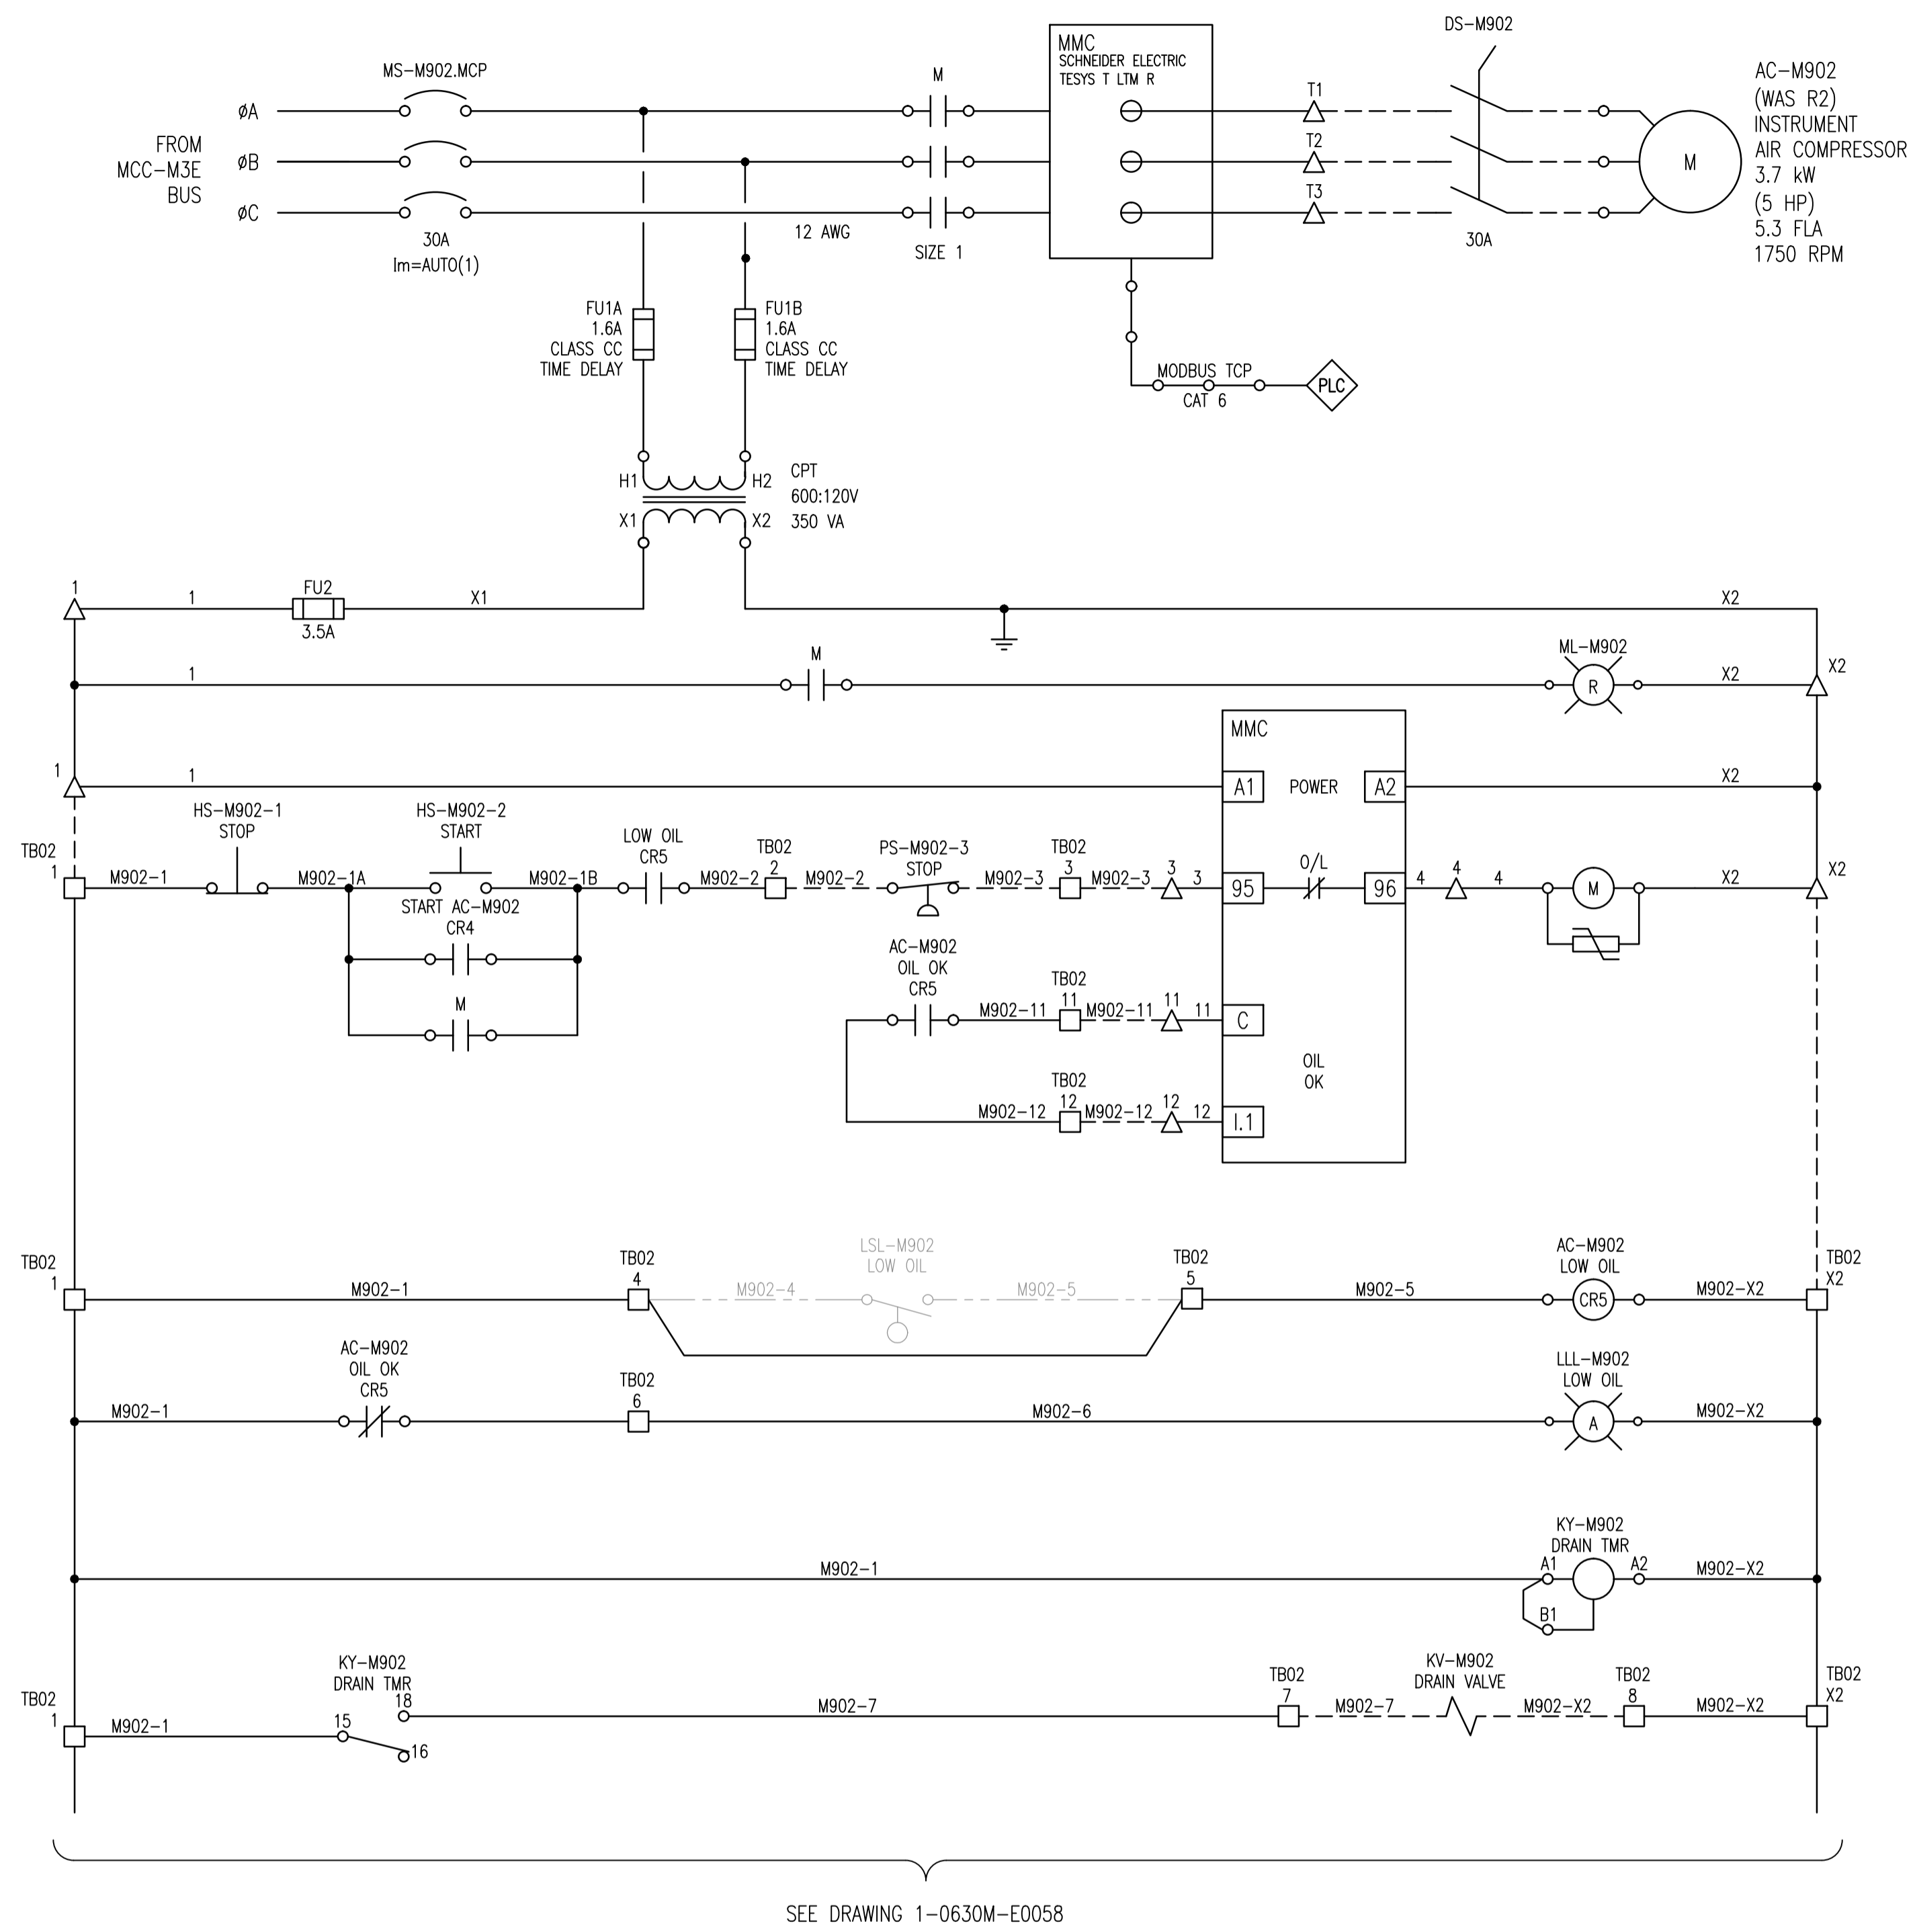 DS-M902
MS-M902.MCP
M
MMC
SCHNEIDER ELECTRIC
TESYS T LTM R
AC-M902
(WAS R2)
INSTRUMENT
AIR COMPRESSOR
3.7 kW
(5 HP)
5.3 FLA
1750 RPM
FROM
MCC-M3E
BUS
øA
øB
øC
T1
T2
T3
M
30A
Im=AUTO(1)
12 AWG
SIZE 1
30A
FU1A
1.6A
CLASS CC
TIME DELAY
FU1B
1.6A
CLASS CC
TIME DELAY
MODBUS TCP
CAT 6
PLC
H1
H2
X1
X2
CPT
600:120V
350 VA
1
1
FU2
3.5A
X1
X2
1
M
ML-M902
R
X2
X2
MMC
1
1
A1
POWER
A2
X2
HS-M902-1
STOP
HS-M902-2
START
LOW OIL
CR5
TB02
2
PS-M902-3
STOP
TB02
3
TB02
1
M902-1
M902-1A
M902-1B
M902-2
M902-2
M902-3
M902-3
3
3
95
O/L
96
4
4
4
M
X2
X2
START AC-M902
CR4
M
AC-M902
OIL OK
CR5
M902-11
TB02
11
M902-11
11
11
C
OIL
OK
M902-12
TB02
12
M902-12
12
12
I.1
TB02
1
M902-1
TB02
4
M902-4
LSL-M902
LOW OIL
M902-5
TB02
5
M902-5
AC-M902
LOW OIL
CR5
M902-X2
TB02
X2
AC-M902
OIL OK
CR5
M902-1
TB02
6
M902-6
LLL-M902
LOW OIL
A
M902-X2
M902-1
KY-M902
DRAIN TMR
A1
A2
B1
M902-X2
TB02
1
M902-1
KY-M902
DRAIN TMR
18
15
16
M902-7
TB02
7
M902-7
KV-M902
DRAIN VALVE
M902-X2
TB02
8
M902-X2
TB02
X2
SEE DRAWING 1-0630M-E0058